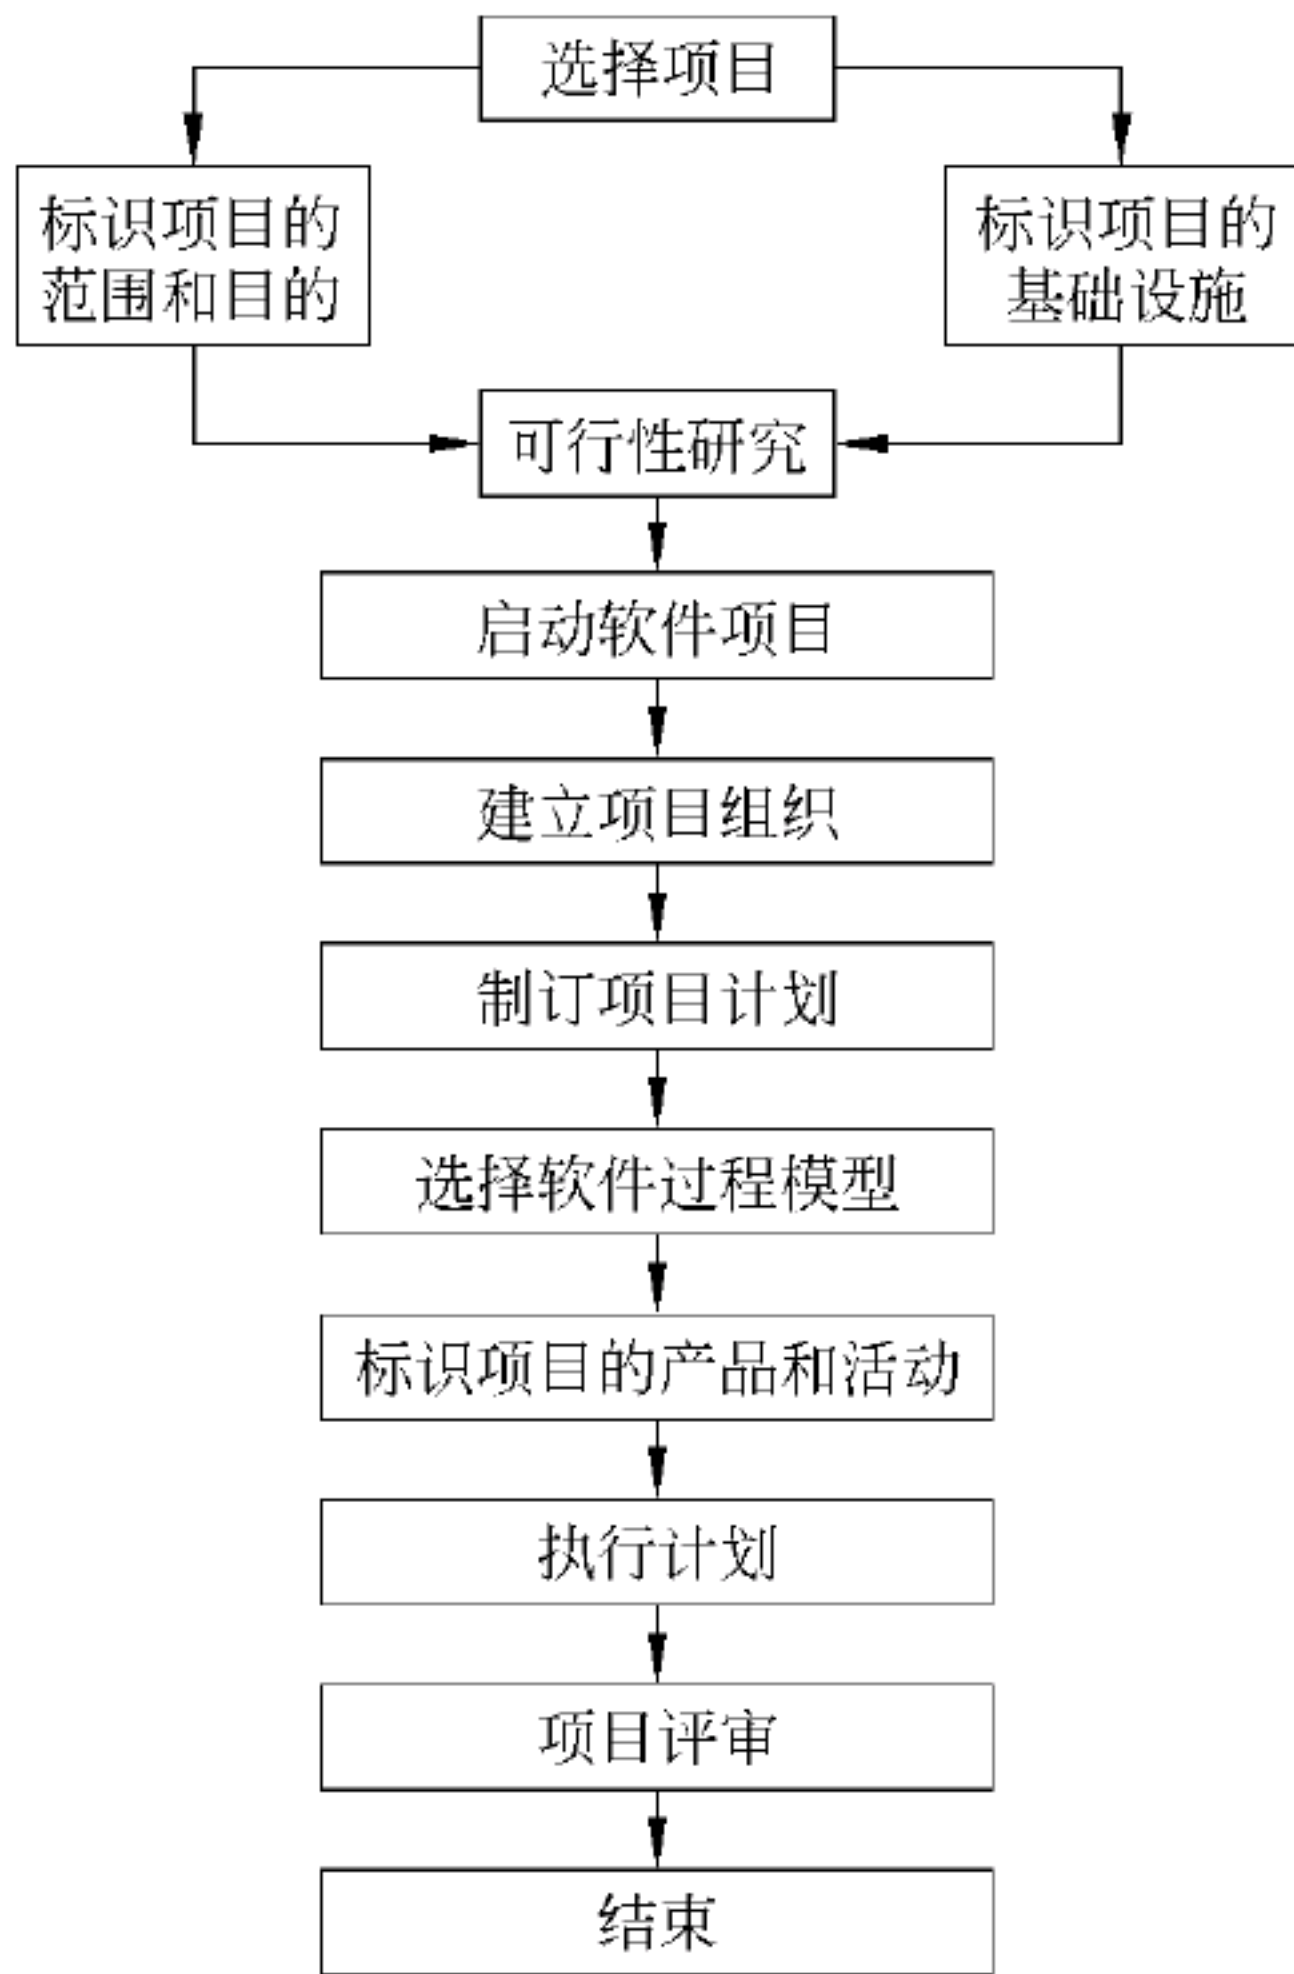 选择项目
标识项目的
范围和目的
标识项目的
基础设施
可行性研究
启动软件项目
建立项目组织
制订项目计划
选择软件过程模型
标识项目的产品和活动
执行计划
项目评审
结束